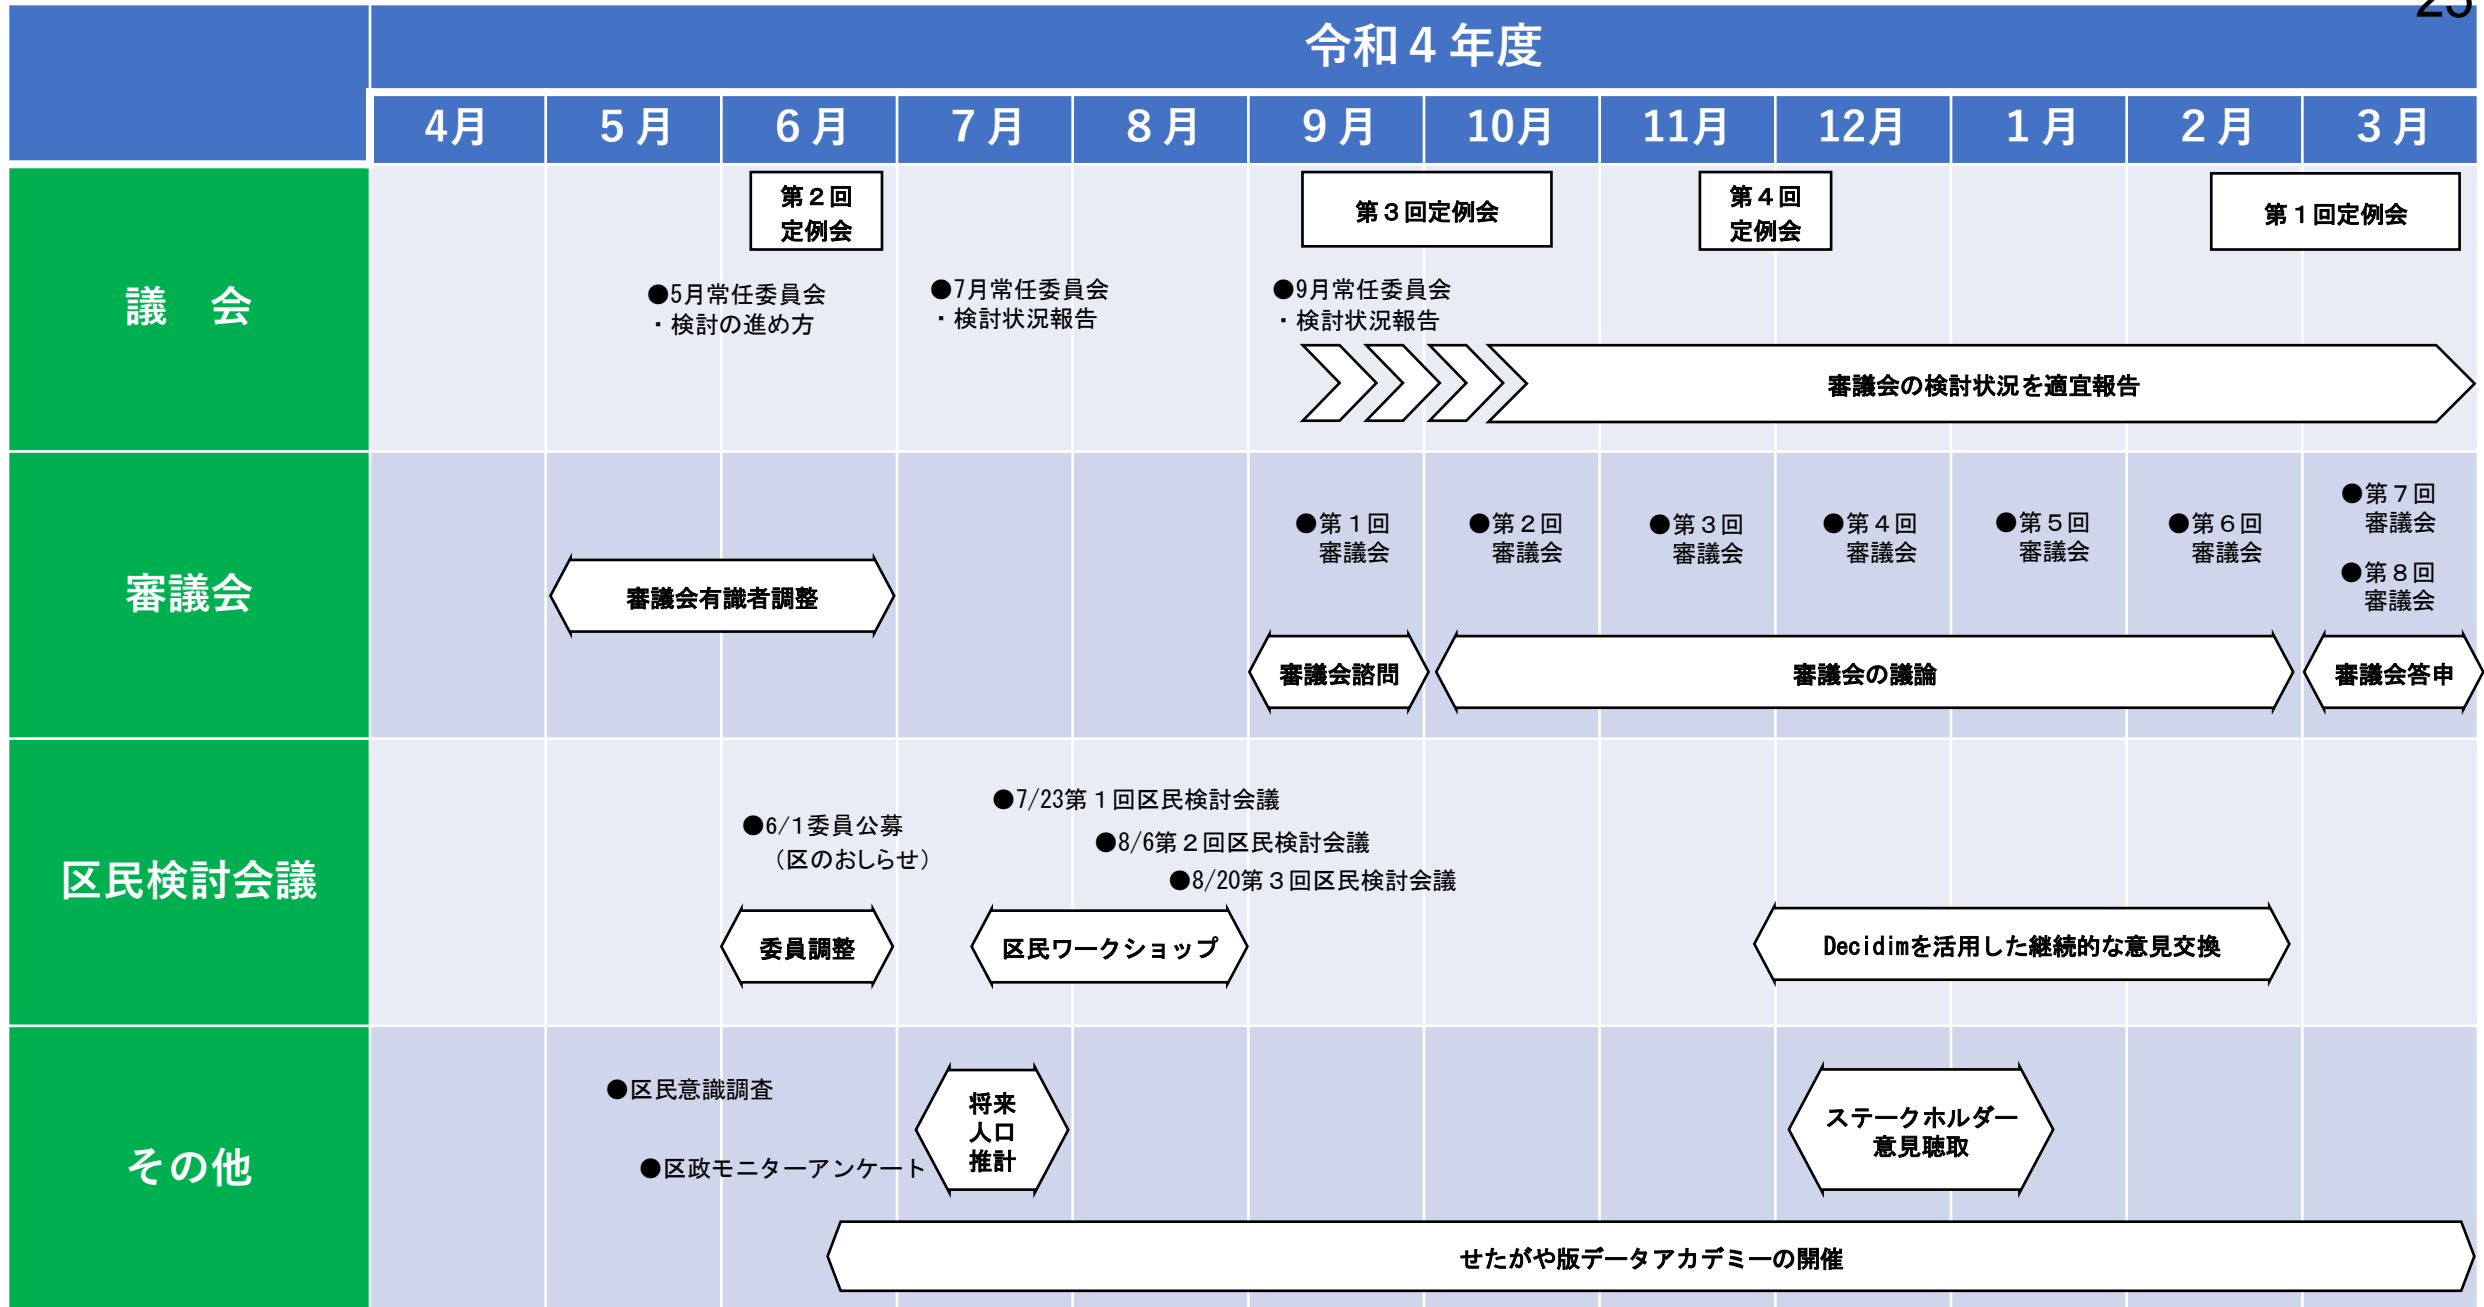 25
令和４年度
4月
５月
６月
７月
８月
９月
10月
11月
12月
１月
２月
３月
議　会
第２回
定例会
第３回定例会
第４回
定例会
第１回定例会
●5月常任委員会
・検討の進め方
●7月常任委員会
・検討状況報告
●9月常任委員会
・検討状況報告
審議会の検討状況を適宜報告
審議会
●第１回
審議会
●第２回
審議会
●第３回
審議会
●第４回
審議会
●第５回
審議会
●第６回
審議会
●第７回
審議会
●第８回
審議会
審議会有識者調整
審議会諮問
審議会の議論
審議会答申
区民検討会議
●6/1委員公募
（区のおしらせ）
●7/23第１回区民検討会議
●8/6第２回区民検討会議
●8/20第３回区民検討会議
委員調整
区民ワークショップ
Decidimを活用した継続的な意見交換
その他
●区民意識調査
●区政モニターアンケート
将来
人口
推計
ステークホルダー
意見聴取
せたがや版データアカデミーの開催